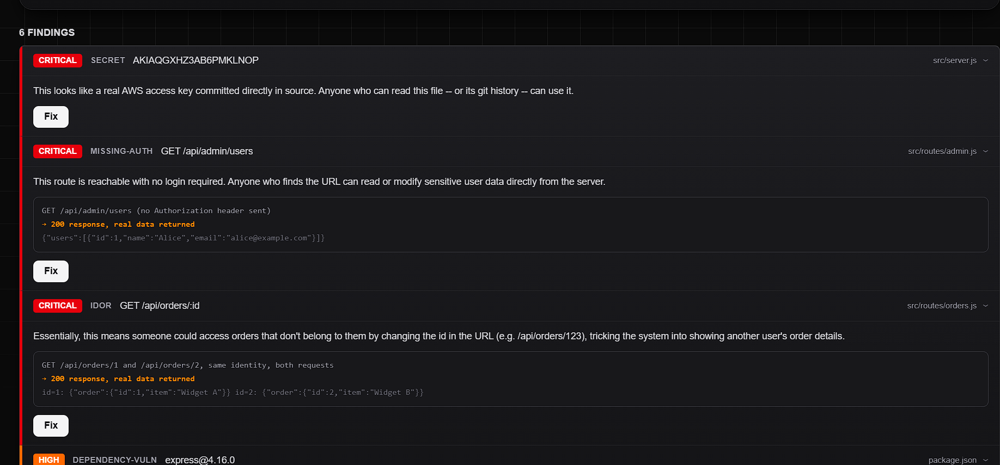 6 FINDINGS
CRITICAL SECRET AKIAQGXHZ3AB6PMKLNOP src/server.js
This looks like a real AWS access key committed directly in source. Anyone who can read this file -- or its git history -- can use it.
Fix
CRITICAL MISSING-AUTH GET /api/admin/users src/routes/admin.js
This route is reachable with no login required. Anyone who finds the URL can read or modify sensitive user data directly from the server.
GET /api/admin/users (no Authorization header sent)
→ 200 response, real data returned
{"users":[{"id":1,"name":"Alice","email":"alice@example.com"}]}
Fix
CRITICAL IDOR GET /api/orders/:id src/routes/orders.js
Essentially, this means someone could access orders that don't belong to them by changing the id in the URL (e.g. /api/orders/123), tricking the system into showing another user's order details.
GET /api/orders/1 and /api/orders/2, same identity, both requests
→ 200 response, real data returned
id=1: {"order":{"id":1,"item":"Widget A"}} id=2: {"order":{"id":2,"item":"Widget B"}}
Fix
HIGH DEPENDENCY-VULN express@4.16.0 package.json